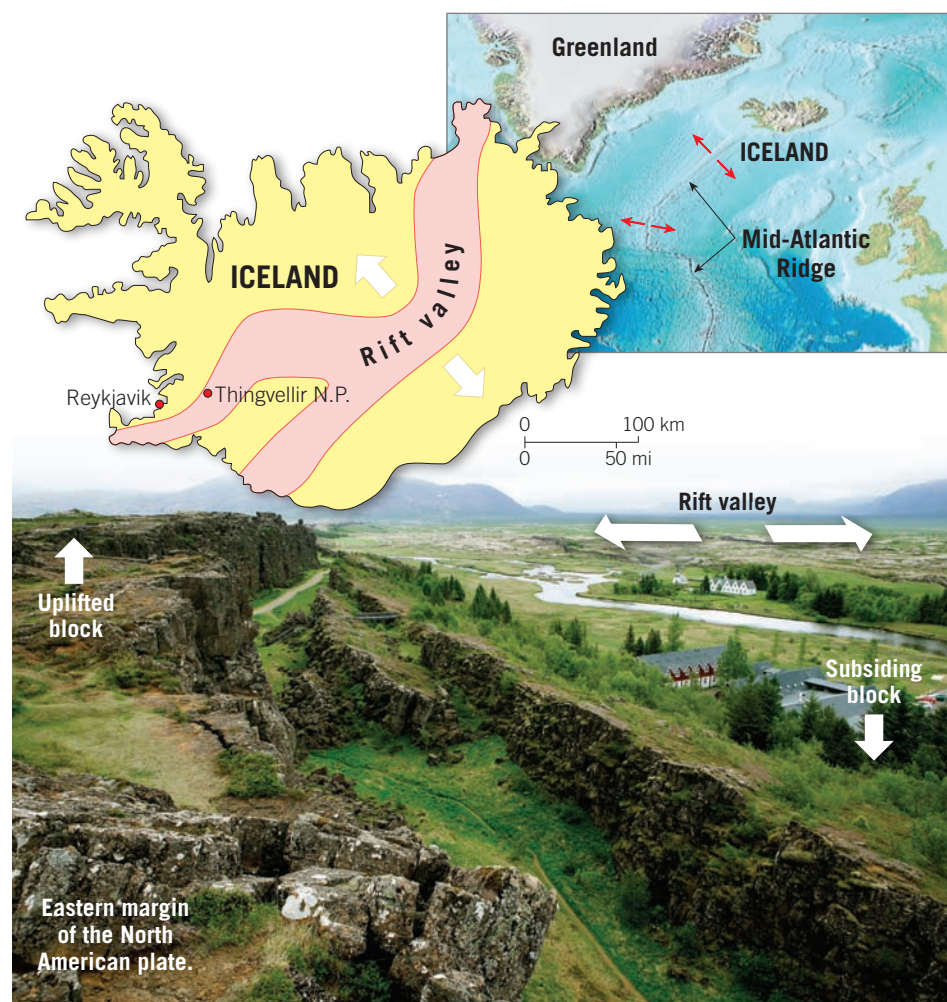 Greenland
ICELAND
Mid-Atlantic
Ridge
ICELAND
Rift valley
Reykjavik
Thingvellir N.P.
0 100 km
0 50 mi
Rift valley
Uplifted
block
Subsiding
block
Eastern margin
of the North
American plate.